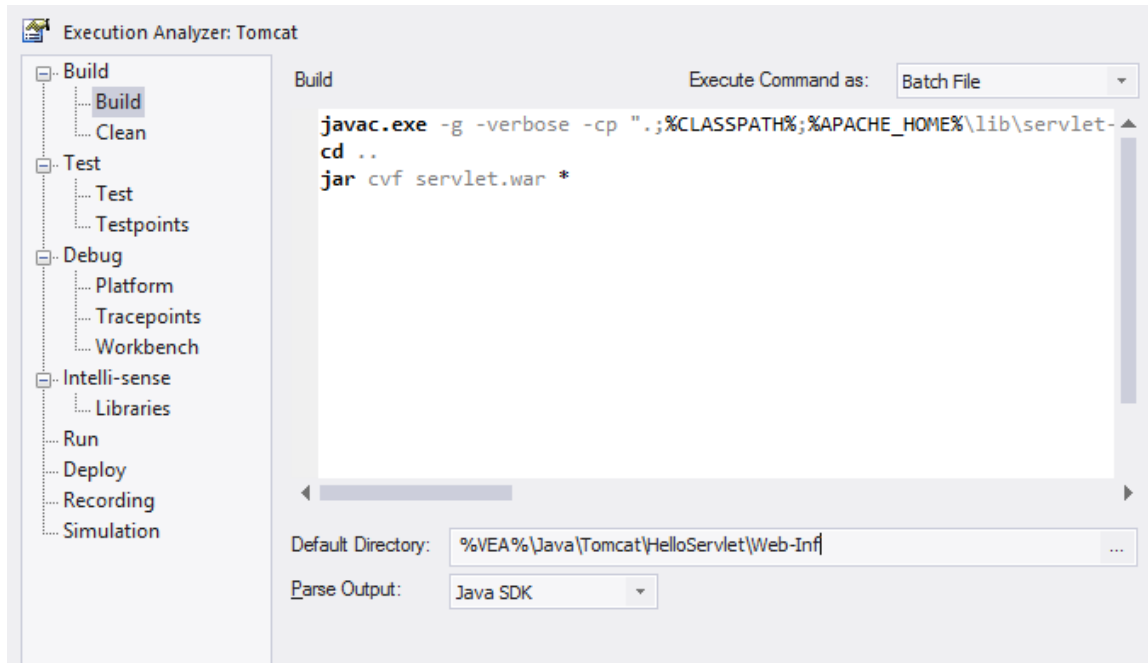 Execution Analyzer: Tomcat
Build
Build
Clean
Test
Test
Testpoints
Debug
Platform
Tracepoints
Workbench
Intelli-sense
Libraries
Run
Deploy
Recording
Simulation
Build
Execute Command as: Batch File
javac.exe -g -verbose -cp ".;%CLASSPATH%;%APACHE_HOME%\lib\servlet-
cd ..
jar cvf servlet.war *
Default Directory: %VEA%\Java\Tomcat\HelloServlet\Web-Inf ...
Parse Output: Java SDK